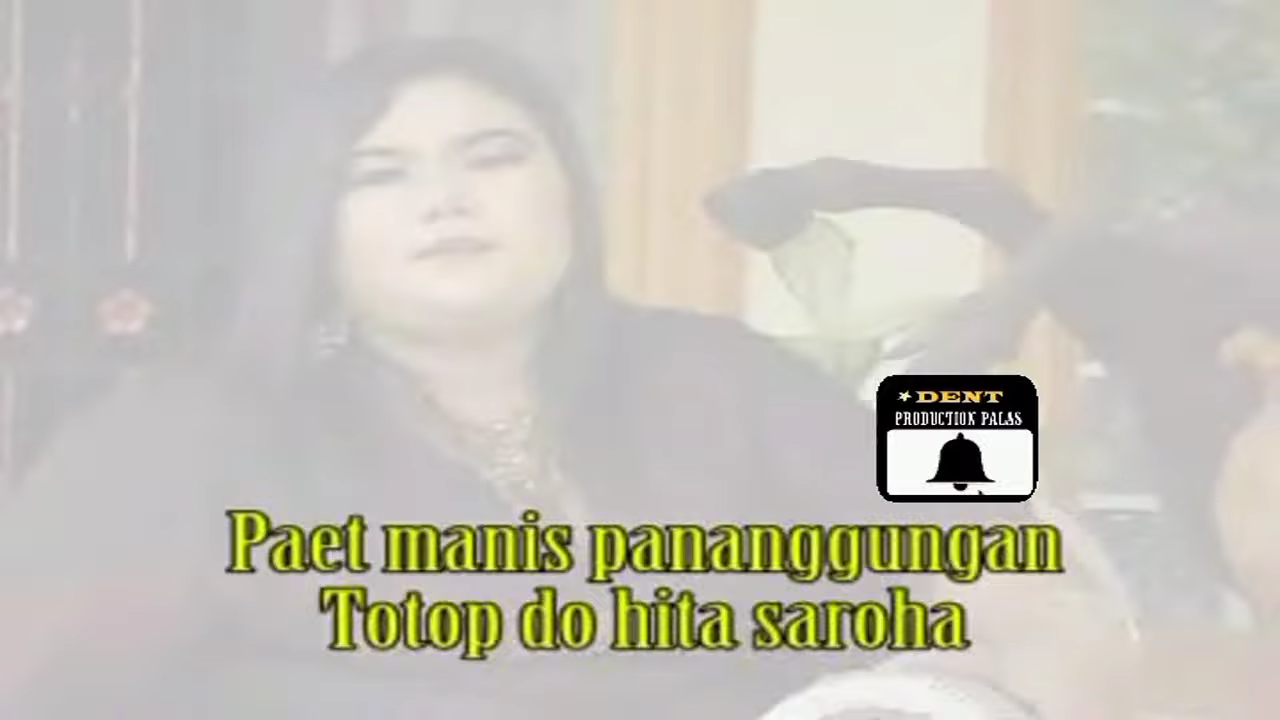 DENT
PRODUCTION PALAS
Paet manis pananggungan
Totop do hita saroha